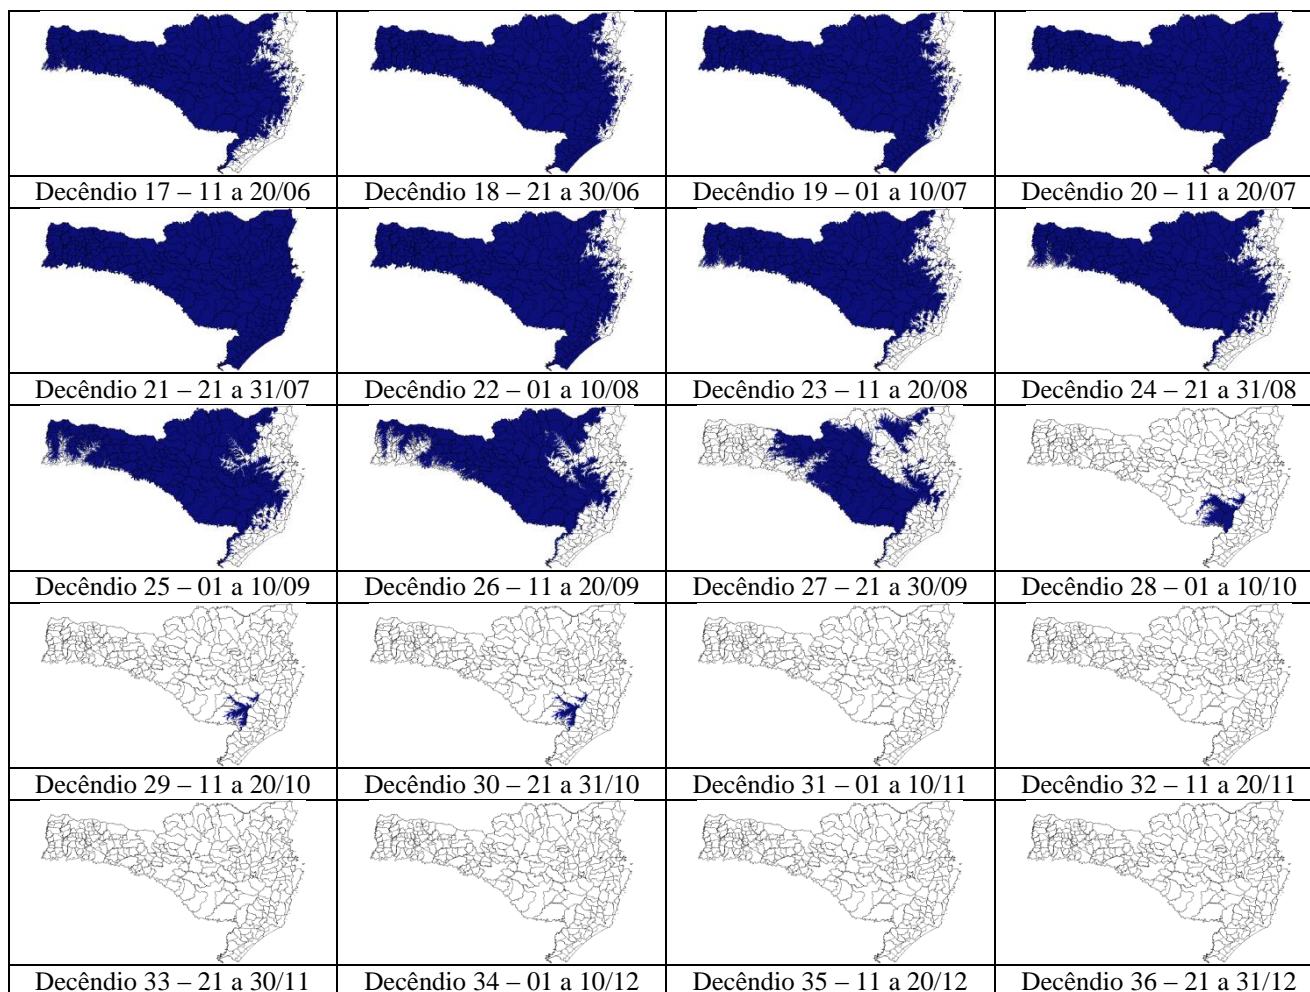 Decêndio 17 – 11 a 20/06
Decêndio 18 – 21 a 30/06
Decêndio 19 – 01 a 10/07
Decêndio 20 – 11 a 20/07
Decêndio 21 – 21 a 31/07
Decêndio 22 – 01 a 10/08
Decêndio 23 – 11 a 20/08
Decêndio 24 – 21 a 31/08
Decêndio 25 – 01 a 10/09
Decêndio 26 – 11 a 20/09
Decêndio 27 – 21 a 30/09
Decêndio 28 – 01 a 10/10
Decêndio 29 – 11 a 20/10
Decêndio 30 – 21 a 31/10
Decêndio 31 – 01 a 10/11
Decêndio 32 – 11 a 20/11
Decêndio 33 – 21 a 30/11
Decêndio 34 – 01 a 10/12
Decêndio 35 – 11 a 20/12
Decêndio 36 – 21 a 31/12